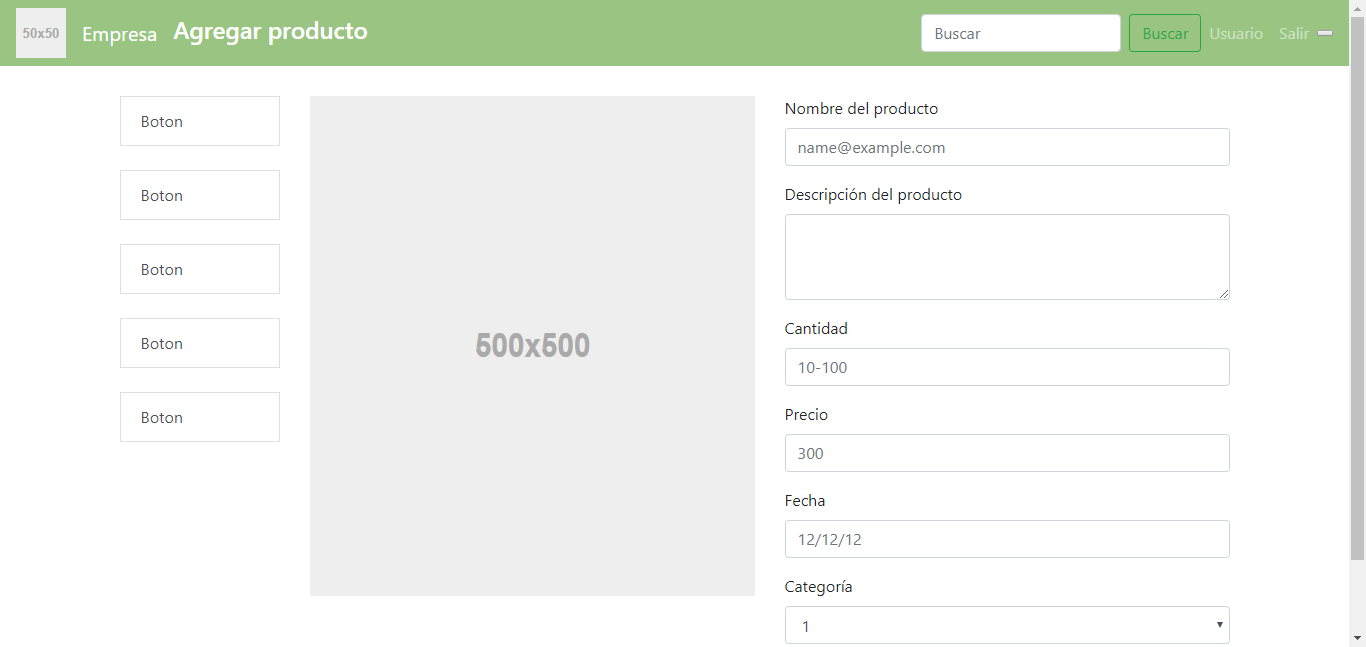 50x50
Empresa
Agregar producto
Buscar
Buscar
Usuario
Salir
Boton
Boton
Boton
Boton
Boton
500x500
Nombre del producto
name@example.com
Descripción del producto
Cantidad
10-100
Precio
300
Fecha
12/12/12
Categoría
1